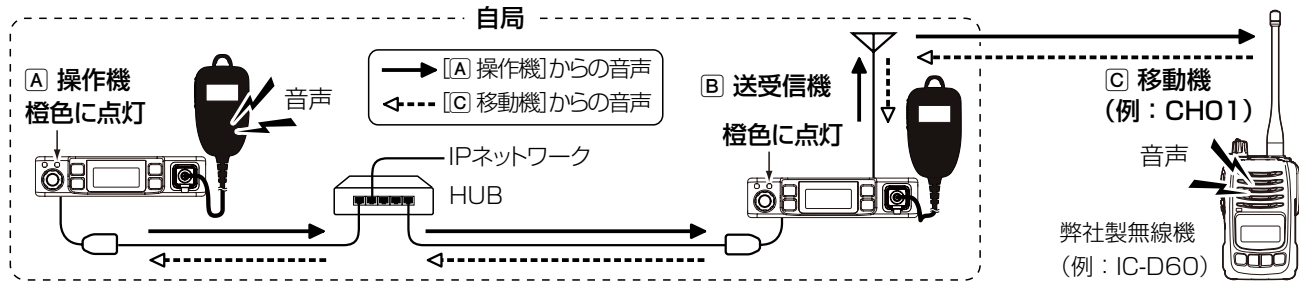 自局
A 操作機
橙色に点灯
音声
[A 操作機]からの音声
[C 移動機]からの音声
IPネットワーク
HUB
B 送受信機
橙色に点灯
C 移動機
(例：CH01)
音声
弊社製無線機
(例：IC-D60)